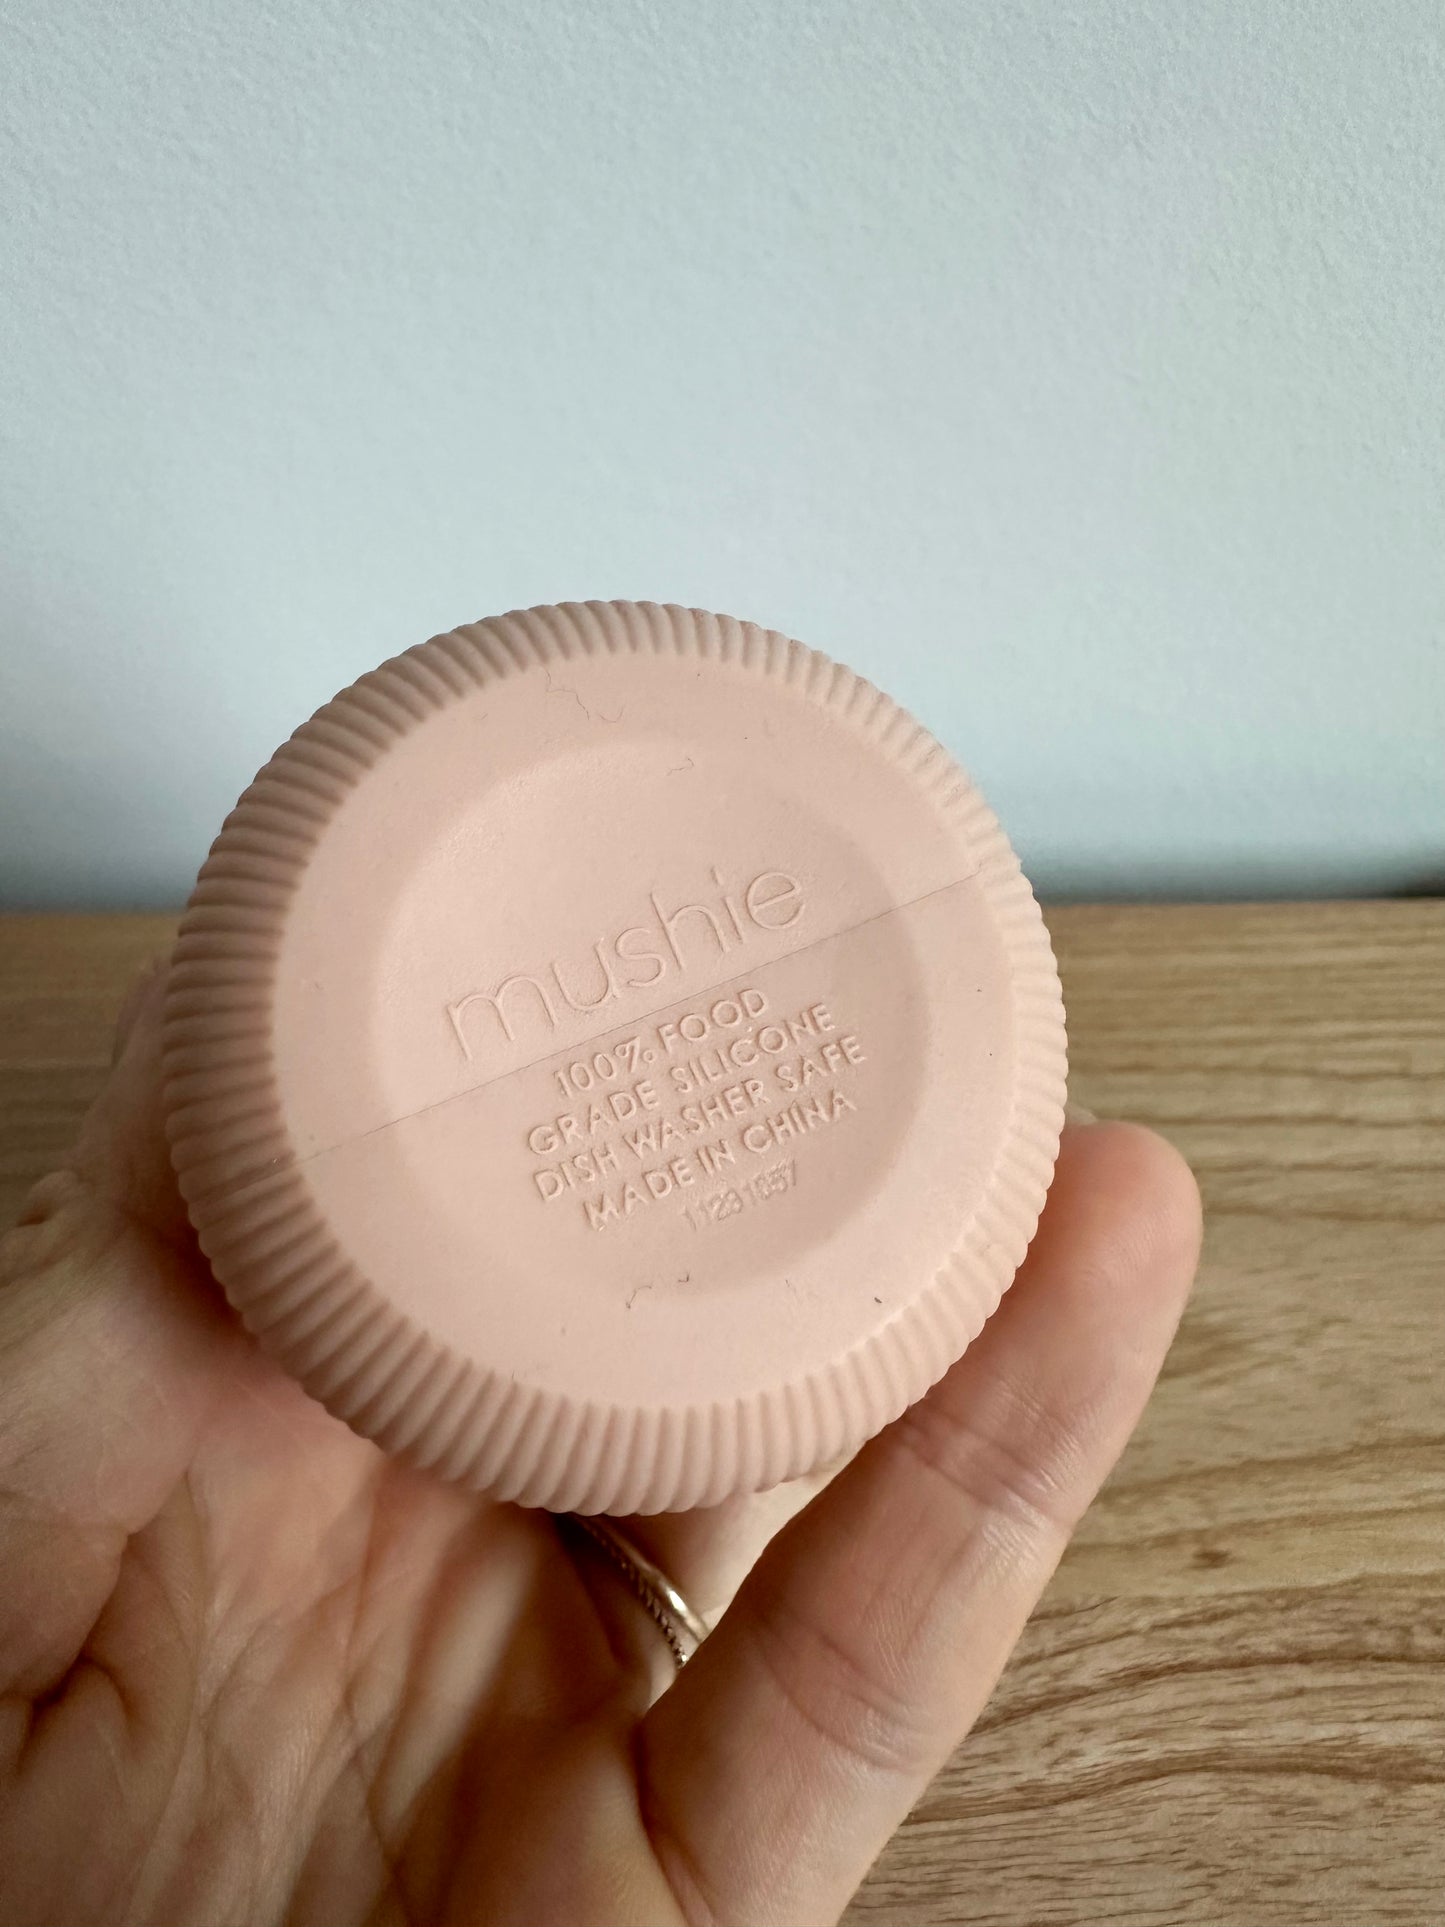 mushie
100% FOOD
GRADE SILICONE
DISH WASHER SAFE
MADE IN CHINA